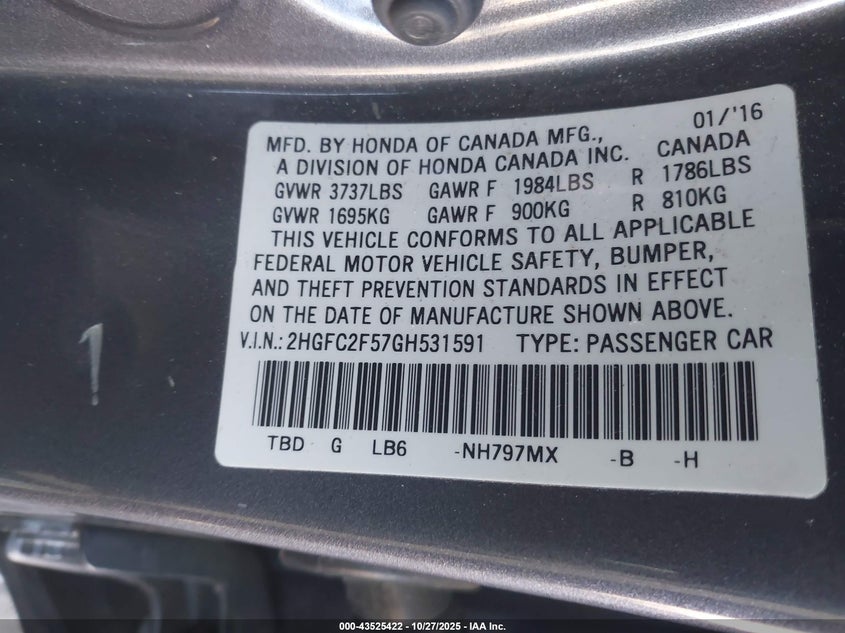 01/'16
MFD. BY HONDA OF CANADA MFG., CANADA
A DIVISION OF HONDA CANADA INC.
GVWR 3737LBS GAWR F 1984LBS R 1786LBS
GVWR 1695KG GAWR F 900KG R 810KG
THIS VEHICLE CONFORMS TO ALL APPLICABLE
FEDERAL MOTOR VEHICLE SAFETY, BUMPER,
AND THEFT PREVENTION STANDARDS IN EFFECT
ON THE DATE OF MANUFACTURE SHOWN ABOVE.
V.I.N.: 2HGFC2F57GH531591 TYPE: PASSENGER CAR
TBD G LB6 -NH797MX -B -H
1
000-43525422 - 10/27/2025 - IAA Inc.